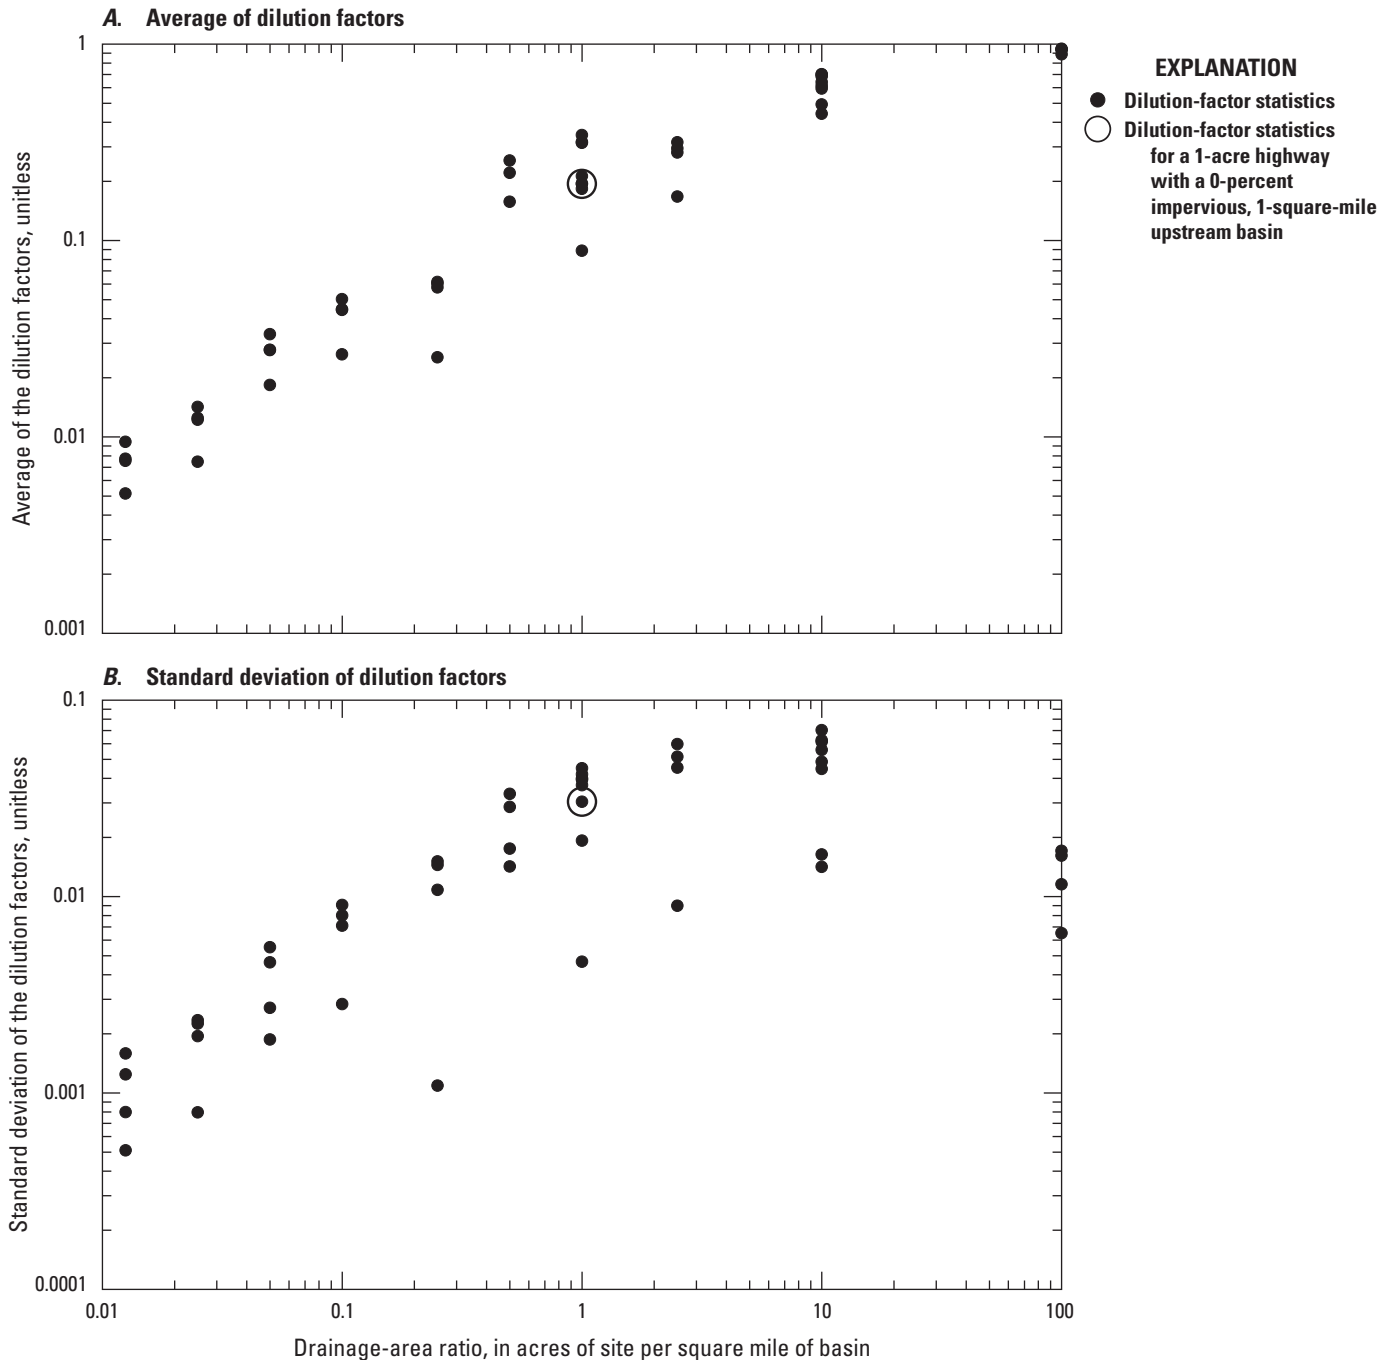 A. Average of dilution factors
1
0.1
0.01
0.001
Average of the dilution factors, unitless
EXPLANATION
Dilution-factor statistics
Dilution-factor statistics
for a 1-acre highway
with a 0-percent
impervious, 1-square-mile
upstream basin
B. Standard deviation of dilution factors
0.1
0.01
0.001
0.0001
Standard deviation of the dilution factors, unitless
0.01 0.1 1 10 100
Drainage-area ratio, in acres of site per square mile of basin